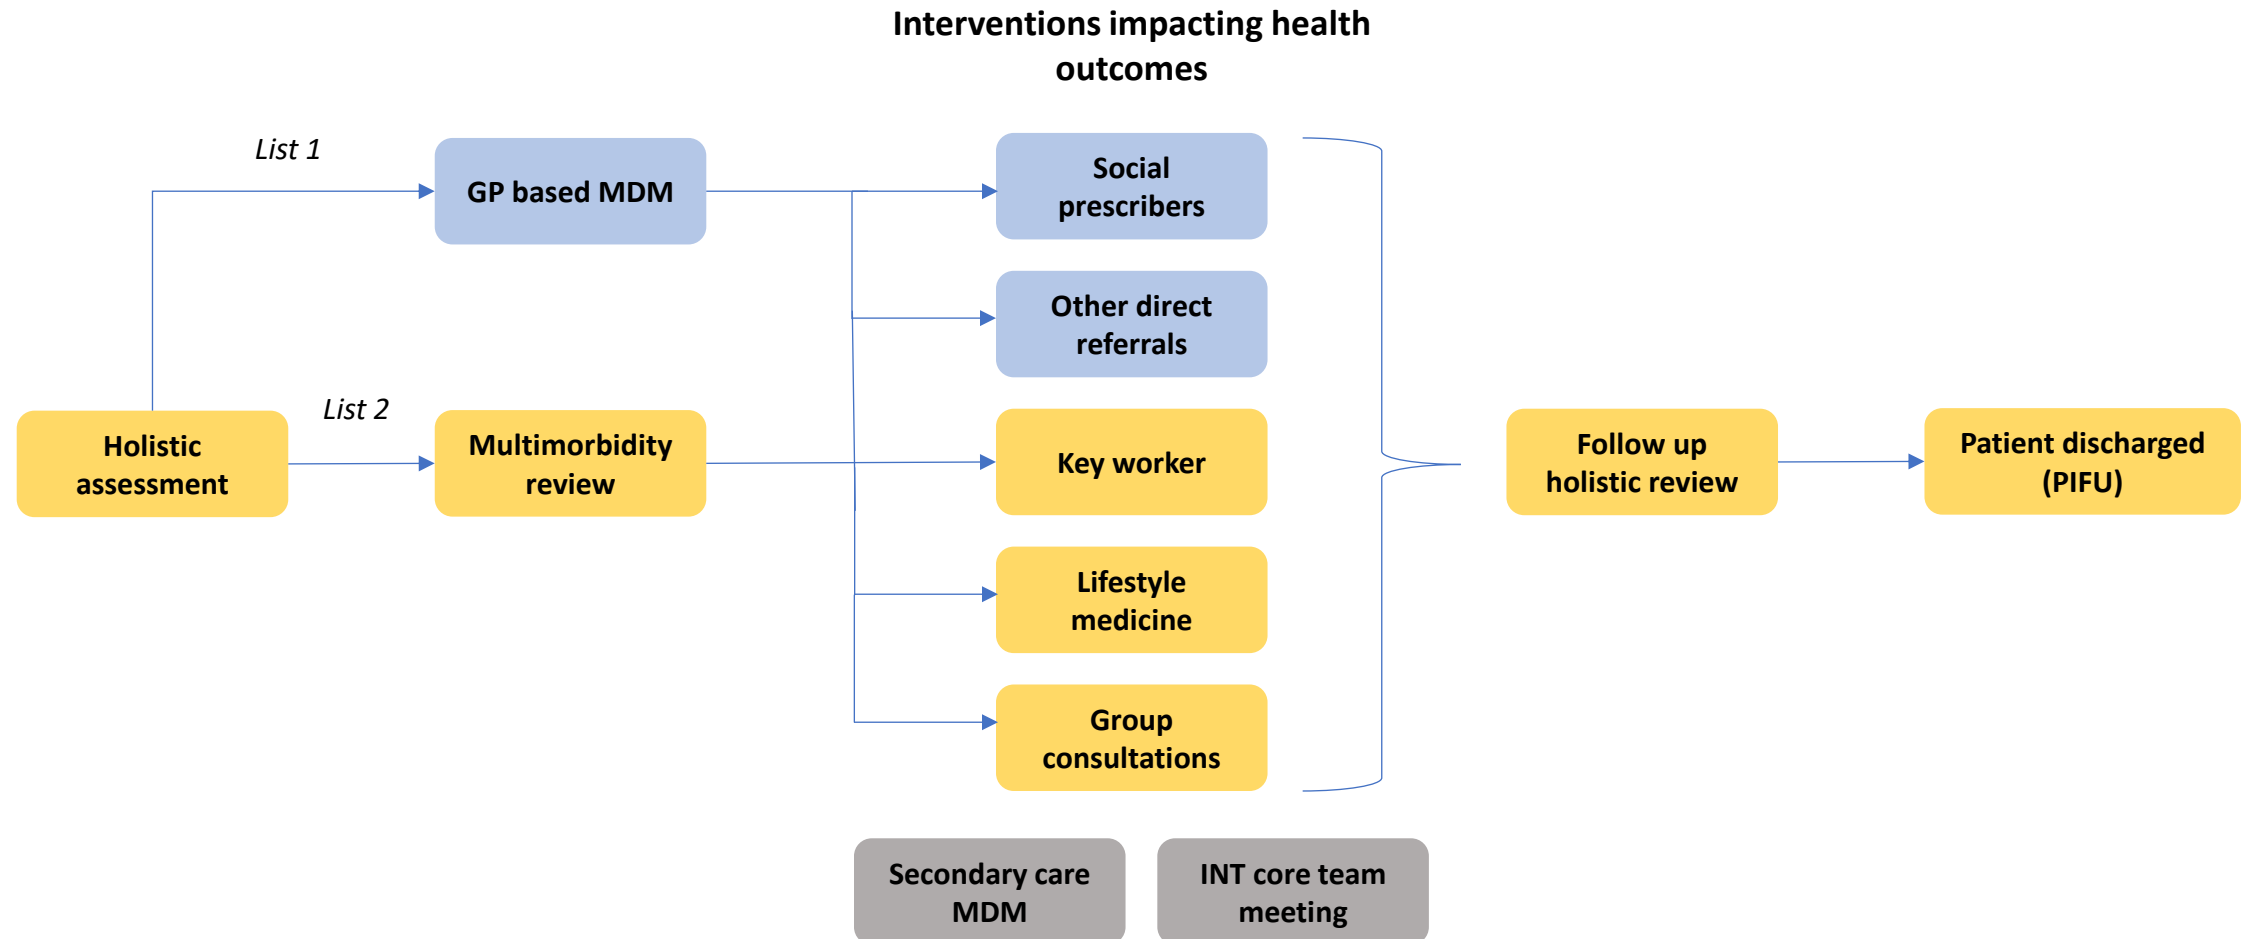 Interventions impacting health
outcomes
List 1
GP based MDM
Social
prescribers
Other direct
referrals
List 2
Holistic
assessment
Multimorbidity
review
Key worker
Follow up
holistic review
Patient discharged
(PIFU)
Lifestyle
medicine
Group
consultations
Secondary care
MDM
INT core team
meeting